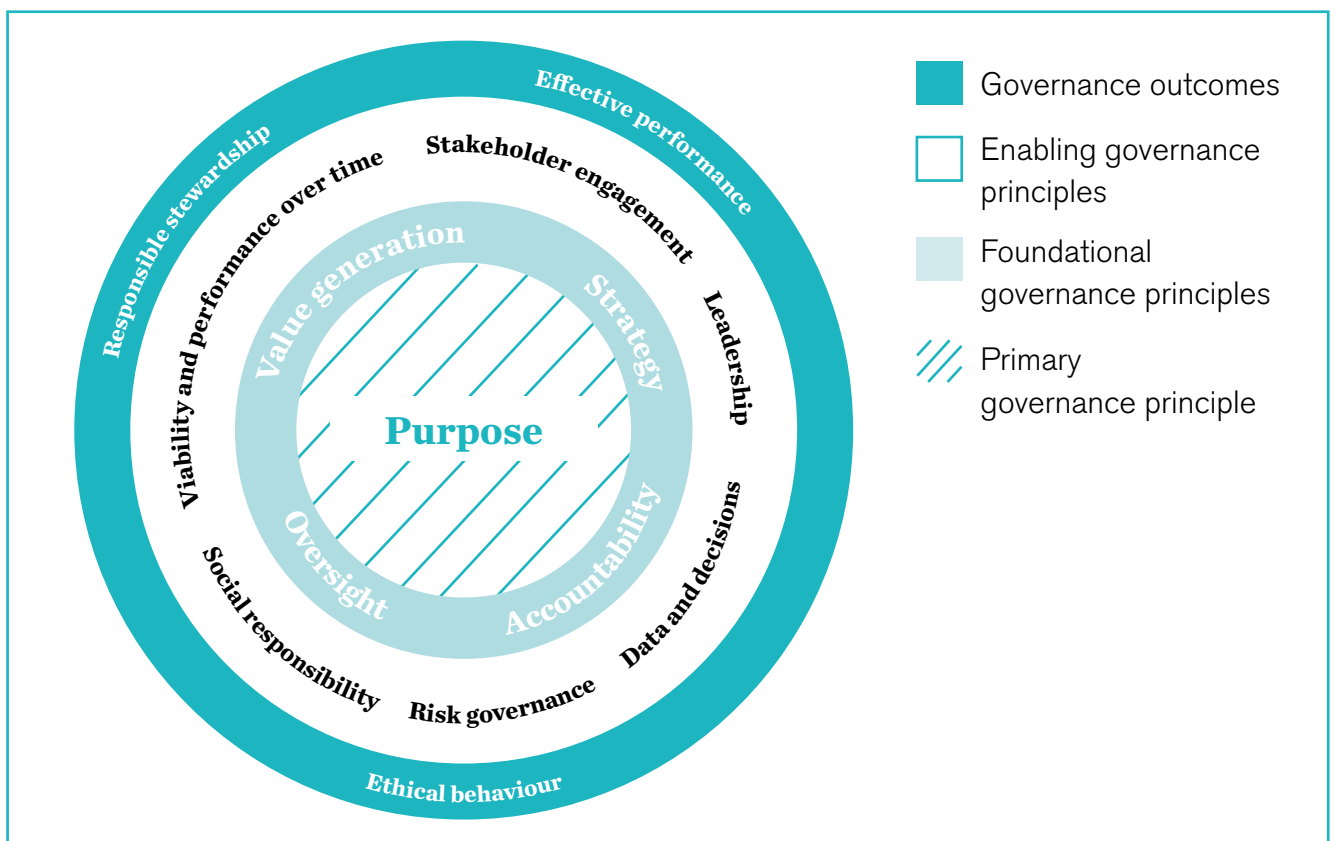 Effective performance
Responsible stewardship
Ethical behaviour
Stakeholder engagement
Leadership
Data and decisions
Risk governance
Social responsibility
Viability and performance over time
Value generation
Strategy
Accountability
Oversight
Purpose
Governance outcomes
Enabling governance
principles
Foundational
governance principles
Primary
governance principle